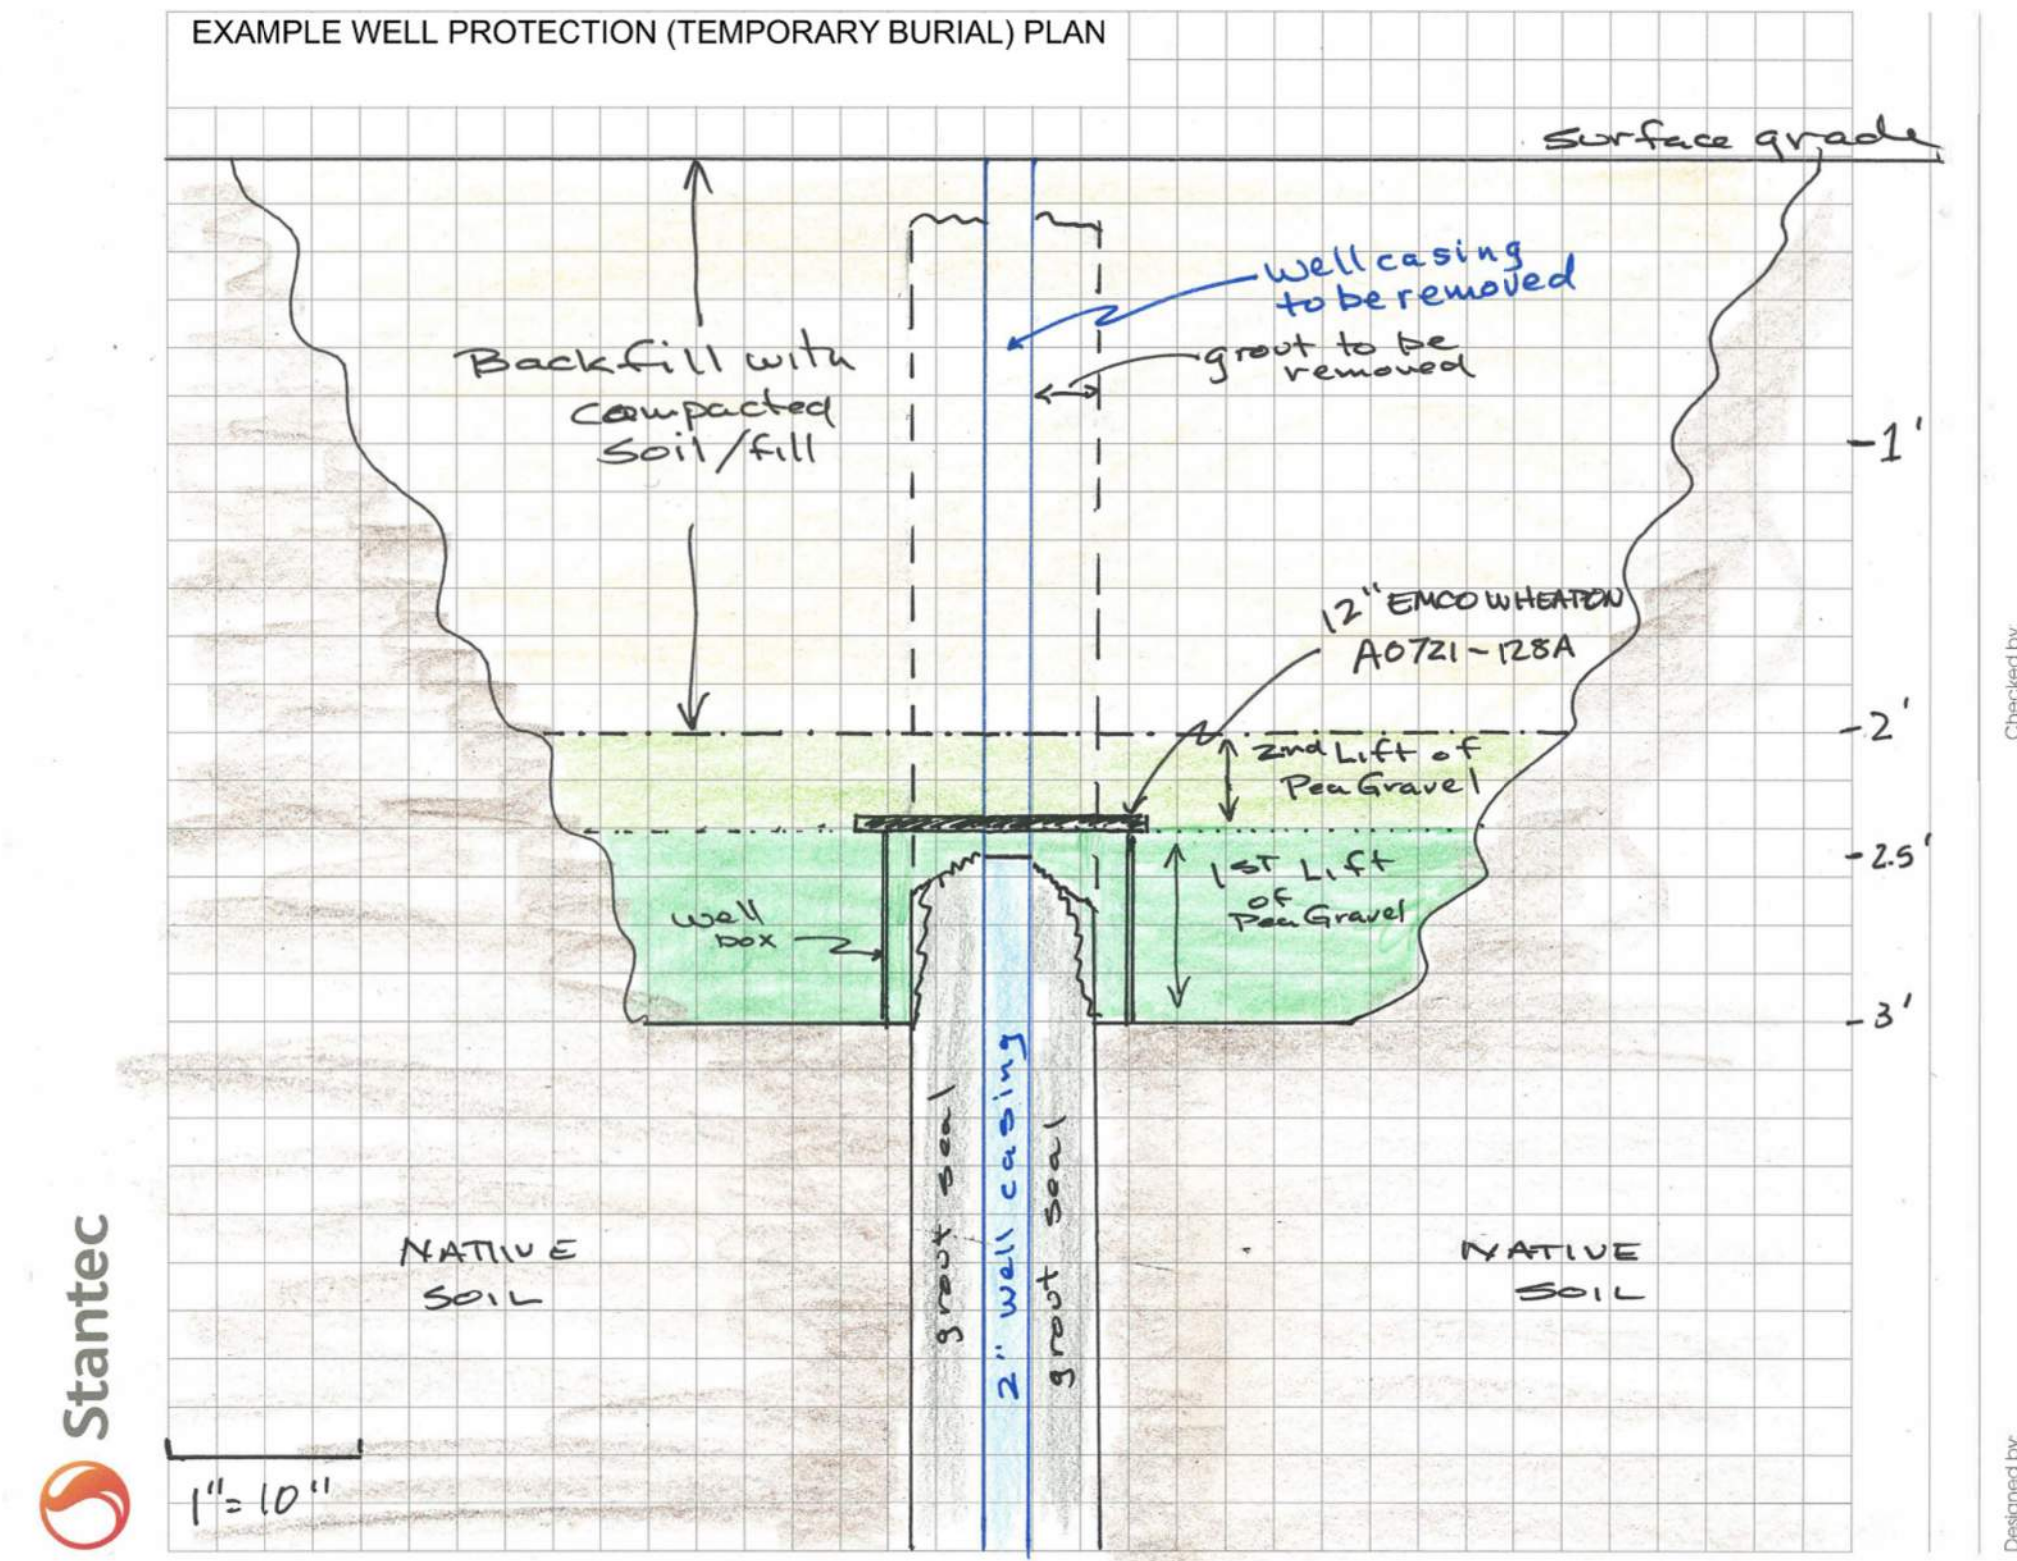 EXAMPLE WELL PROTECTION (TEMPORARY BURIAL) PLAN
surface grade
well casing
to be removed
grout to be
removed
Backfill with
compacted
soil/fill
-1'
12" EMCO WHEATON
A0721-128A
-2'
2nd Lift of
Pea Gravel
-2.5'
1ST Lift
of
Pea Gravel
well
box
-3'
grout seal
2" well casing
grout seal
NATIVE
SOIL
NATIVE
SOIL
1"=10"
Stantec
Checked by:
Designed by: